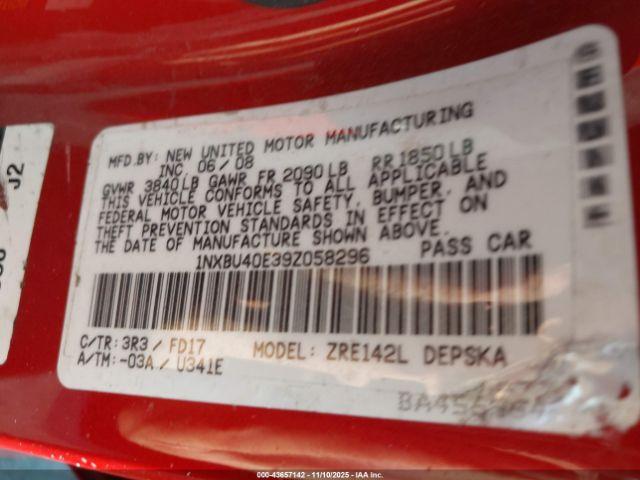 J2
MFD.BY: NEW UNITED MOTOR MANUFACTURING
INC 06/08
GVWR 3840LB GAWR FR 2090LB RR 1850LB
THIS VEHICLE CONFORMS TO ALL APPLICABLE
FEDERAL MOTOR VEHICLE SAFETY, BUMPER, AND
THEFT PREVENTION STANDARDS IN EFFECT ON
THE DATE OF MANUFACTURE SHOWN ABOVE.
1NXBU40E39Z058296 PASS CAR
C/TR: 3R3 / FD17 MODEL: ZRE142L DEPSKA
A/TM: -03A / U341E
000-43657142 - 11/10/2025 - IAA Inc.